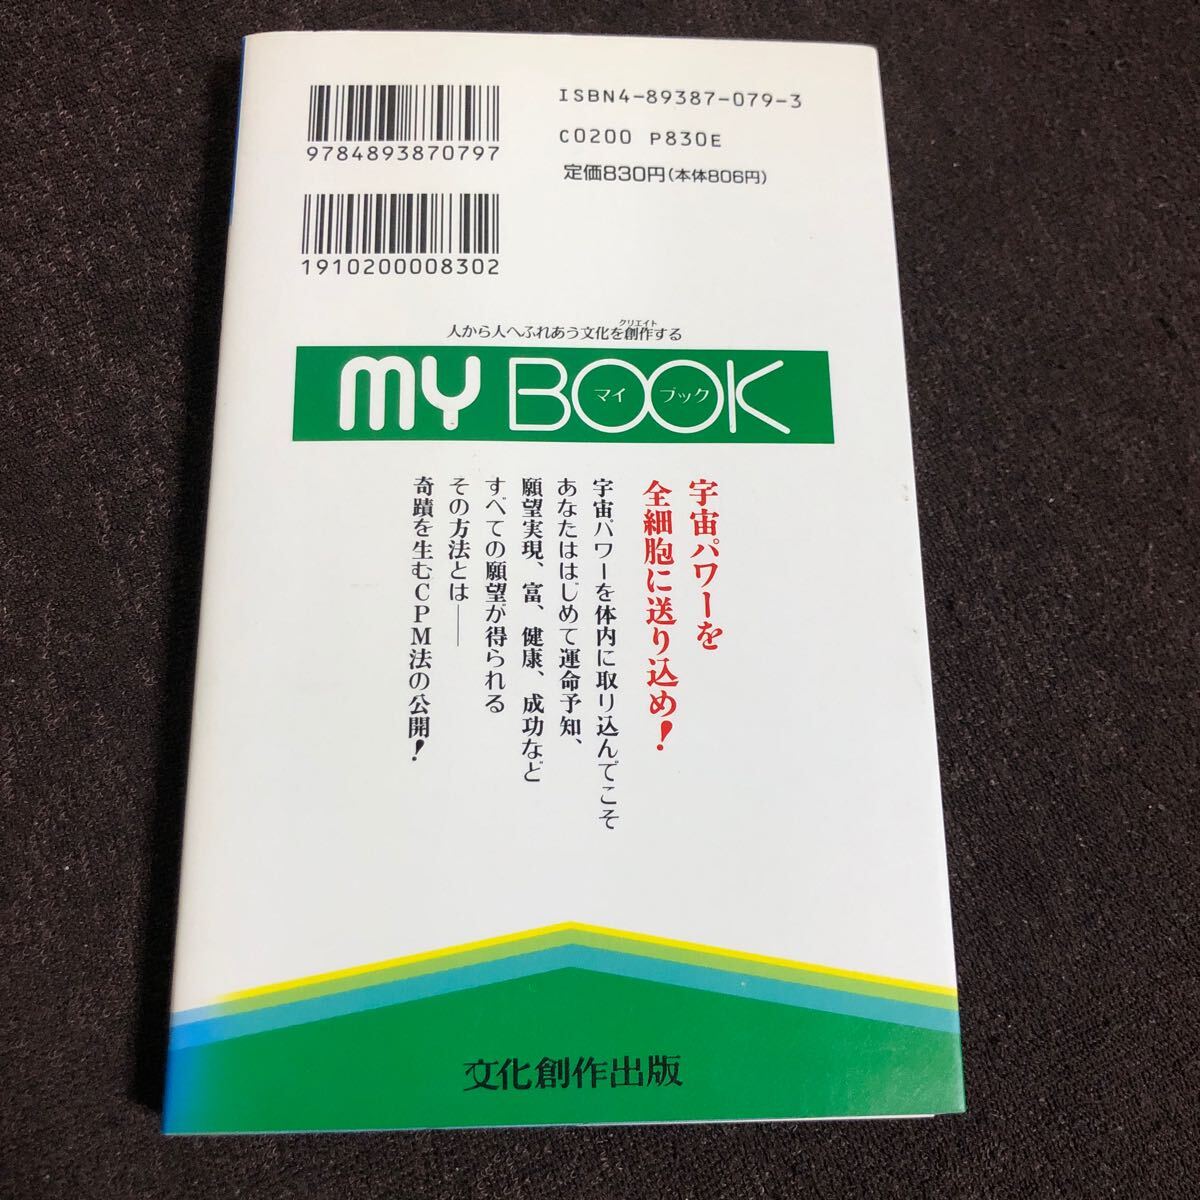 ISBN4-89387-079-3
9784893870797
C0200 P830E
定価830円(本体806円)
1910200008302
人から人へふれあう文化を創作する
クリエイト
MY BOOK
マイ ブック
宇宙パワーを
全細胞に送り込め!
宇宙パワーを体内に取り込んでこそ
あなたははじめて運命予知、
願望実現、富、健康、成功など
すべての願望が得られる
その方法とは――
奇蹟を生むCPM法の公開!
文化創作出版